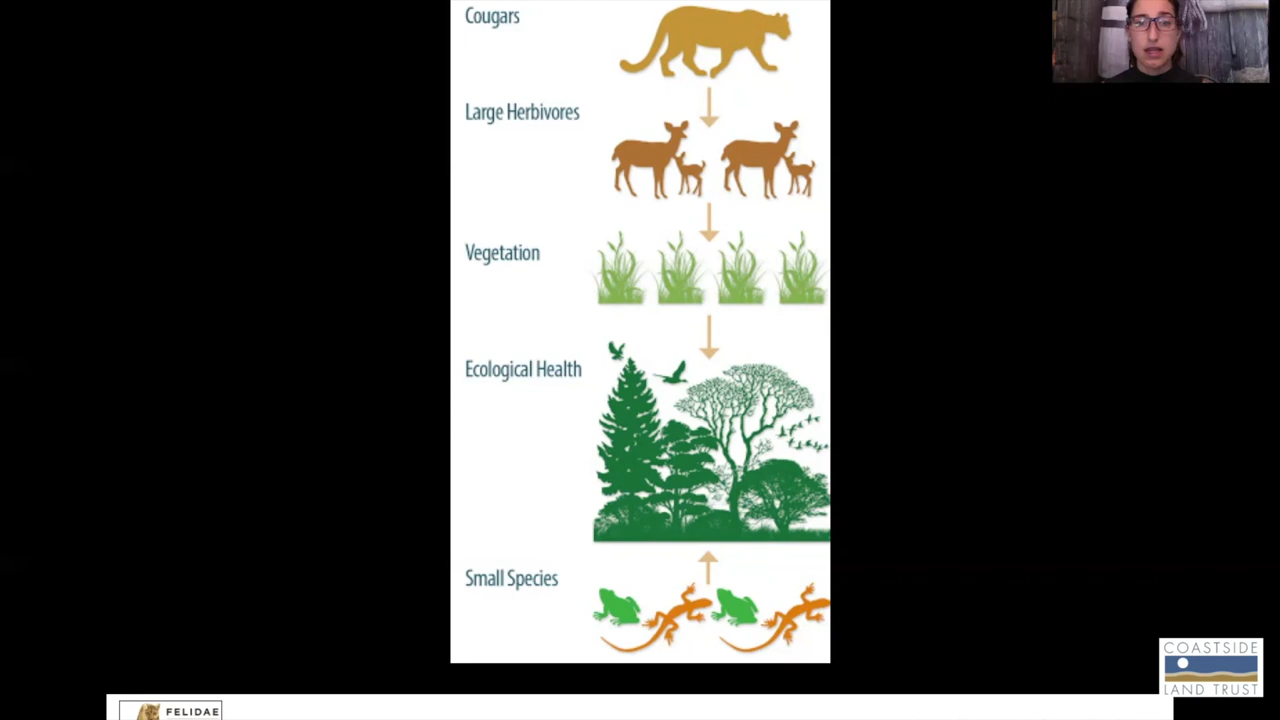 Cougars
Large Herbivores
Vegetation
Ecological Health
Small Species
COASTSIDE
LAND TRUST
FELIDAE